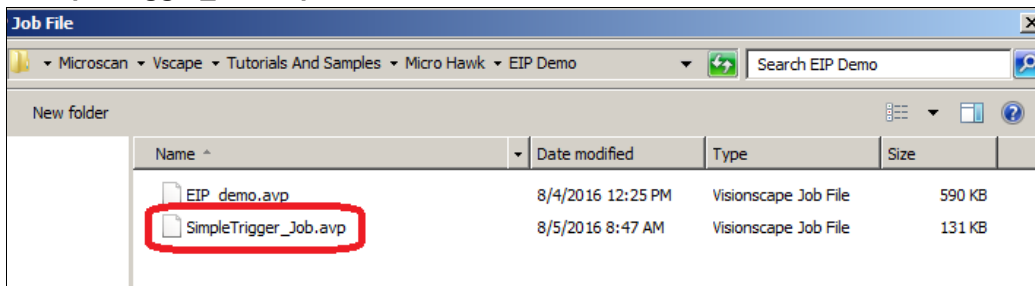 Job File
Microscan Vscape Tutorials And Samples Micro Hawk EIP Demo Search EIP Demo
New folder
Name Date modified Type Size
EIP_demo.avp 8/4/2016 12:25 PM Visionscape Job File 590 KB
SimpleTrigger_Job.avp 8/5/2016 8:47 AM Visionscape Job File 131 KB